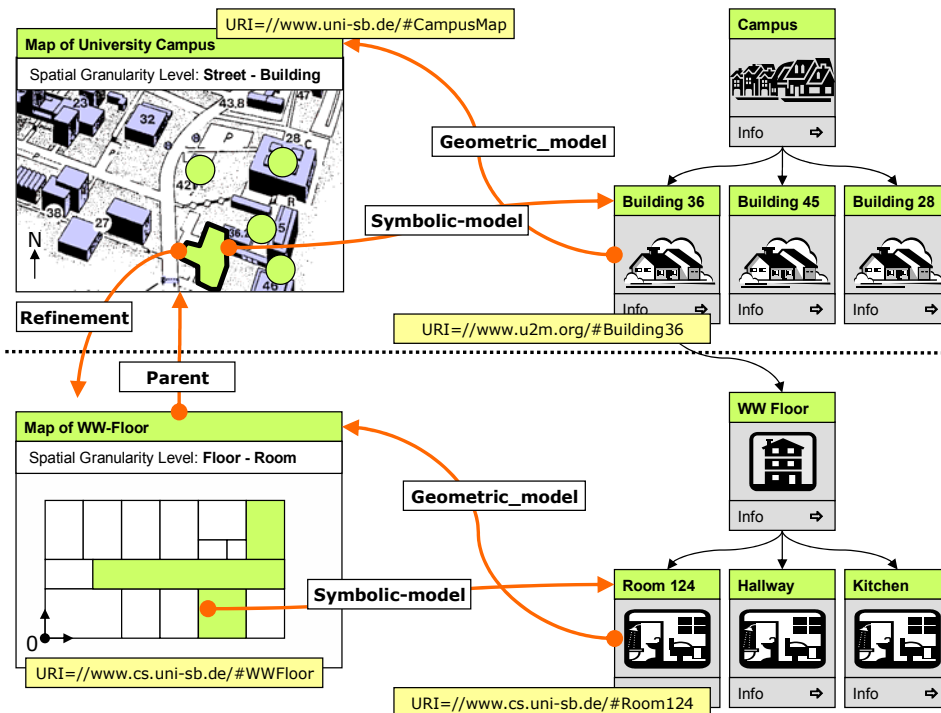 URI=//www.uni-sb.de/#CampusMap
Map of University Campus
Spatial Granularity Level: Street - Building
23
32
43,8
47
28
C
P
P
42
R
38
27
36.2
5
46
N
Campus
Info
Geometric_model
Symbolic-model
Building 36
Building 45
Building 28
Info
Info
Info
URI=//www.u2m.org/#Building36
Refinement
Parent
Map of WW-Floor
Spatial Granularity Level: Floor - Room
0
URI=//www.cs.uni-sb.de/#WWFloor
WW Floor
Info
Geometric_model
Symbolic-model
Room 124
Hallway
Kitchen
Info
Info
URI=//www.cs.uni-sb.de/#Room124